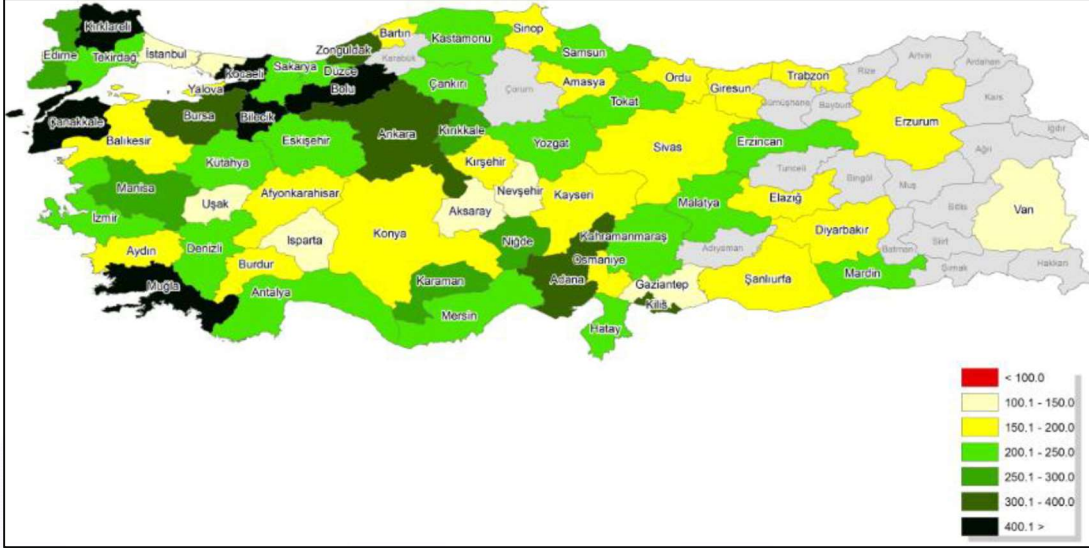 Kırklareli
Edirne
Tekirdağ
İstanbul
Kocaeli
Yalova
Sakarya
Düzce
Bolu
Zonguldak
Bartın
Karabük
Kastamonu
Sinop
Samsun
Çankırı
Çorum
Amasya
Ordu
Giresun
Trabzon
Rize
Artvin
Ardahan
Gümüşhane
Bayburt
Kars
Erzurum
Iğdır
Ağrı
Çanakkale
Balıkesir
Bursa
Bilecik
Eskişehir
Ankara
Kırıkkale
Tokat
Yozgat
Sivas
Erzincan
Kütahya
Manisa
Uşak
Afyonkarahisar
Kırşehir
Nevşehir
Kayseri
Malatya
Tunceli
Elazığ
Bingöl
Muş
Bitlis
Van
İzmir
Aydın
Denizli
Isparta
Konya
Aksaray
Niğde
Kahramanmaraş
Adıyaman
Diyarbakır
Batman
Siirt
Burdur
Muğla
Antalya
Karaman
Mersin
Adana
Osmaniye
Gaziantep
Kilis
Şanlıurfa
Mardin
Şırnak
Hakkari
Hatay
< 100.0
100.1 - 150.0
150.1 - 200.0
200.1 - 250.0
250.1 - 300.0
300.1 - 400.0
400.1 >